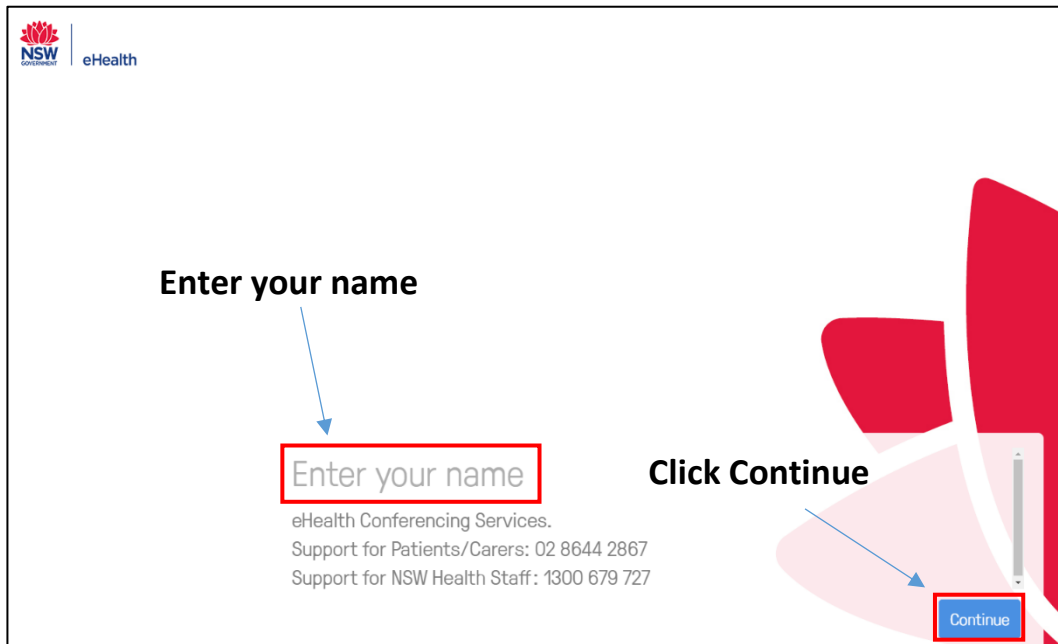 NSW
GOVERNMENT
eHealth
Enter your name
Enter your name
Click Continue
eHealth Conferencing Services.
Support for Patients/Carers: 02 8644 2867
Support for NSW Health Staff: 1300 679 727
Continue